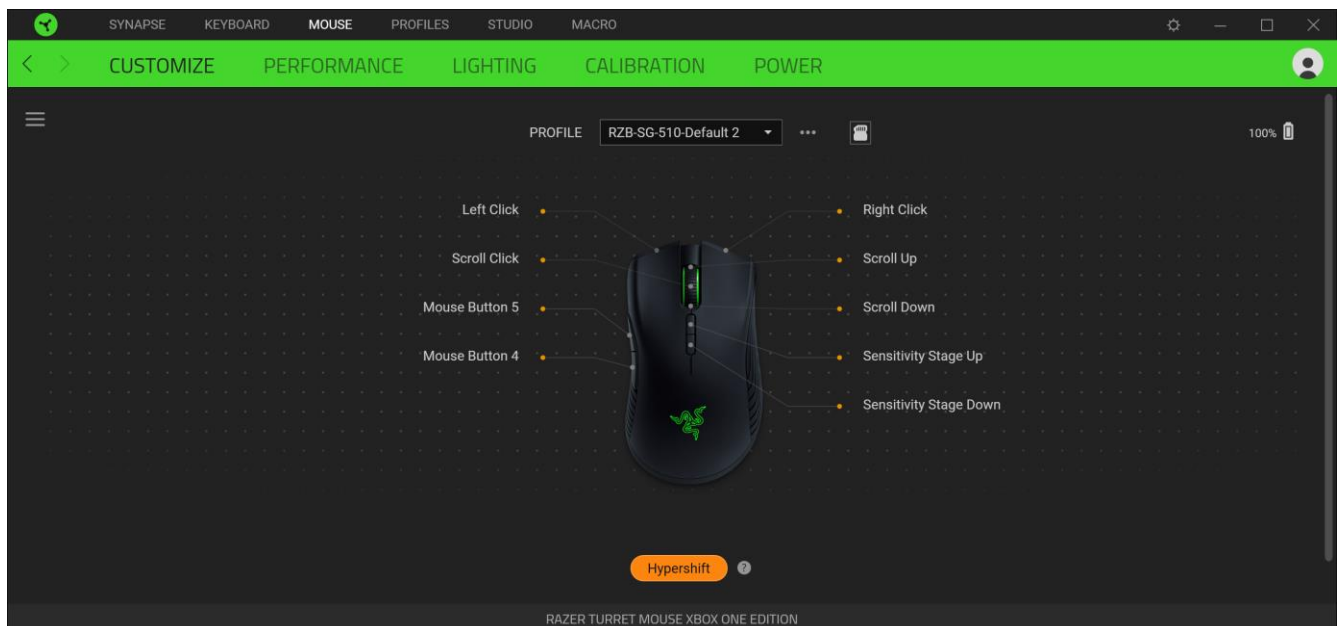 SYNAPSE KEYBOARD MOUSE PROFILES STUDIO MACRO
CUSTOMIZE PERFORMANCE LIGHTING CALIBRATION POWER
PROFILE RZB-SG-510-Default 2 100%
Left Click Right Click
Scroll Click Scroll Up
Mouse Button 5 Scroll Down
Mouse Button 4 Sensitivity Stage Up
Sensitivity Stage Down
Hypershift ?
RAZER TURRET MOUSE XBOX ONE EDITION